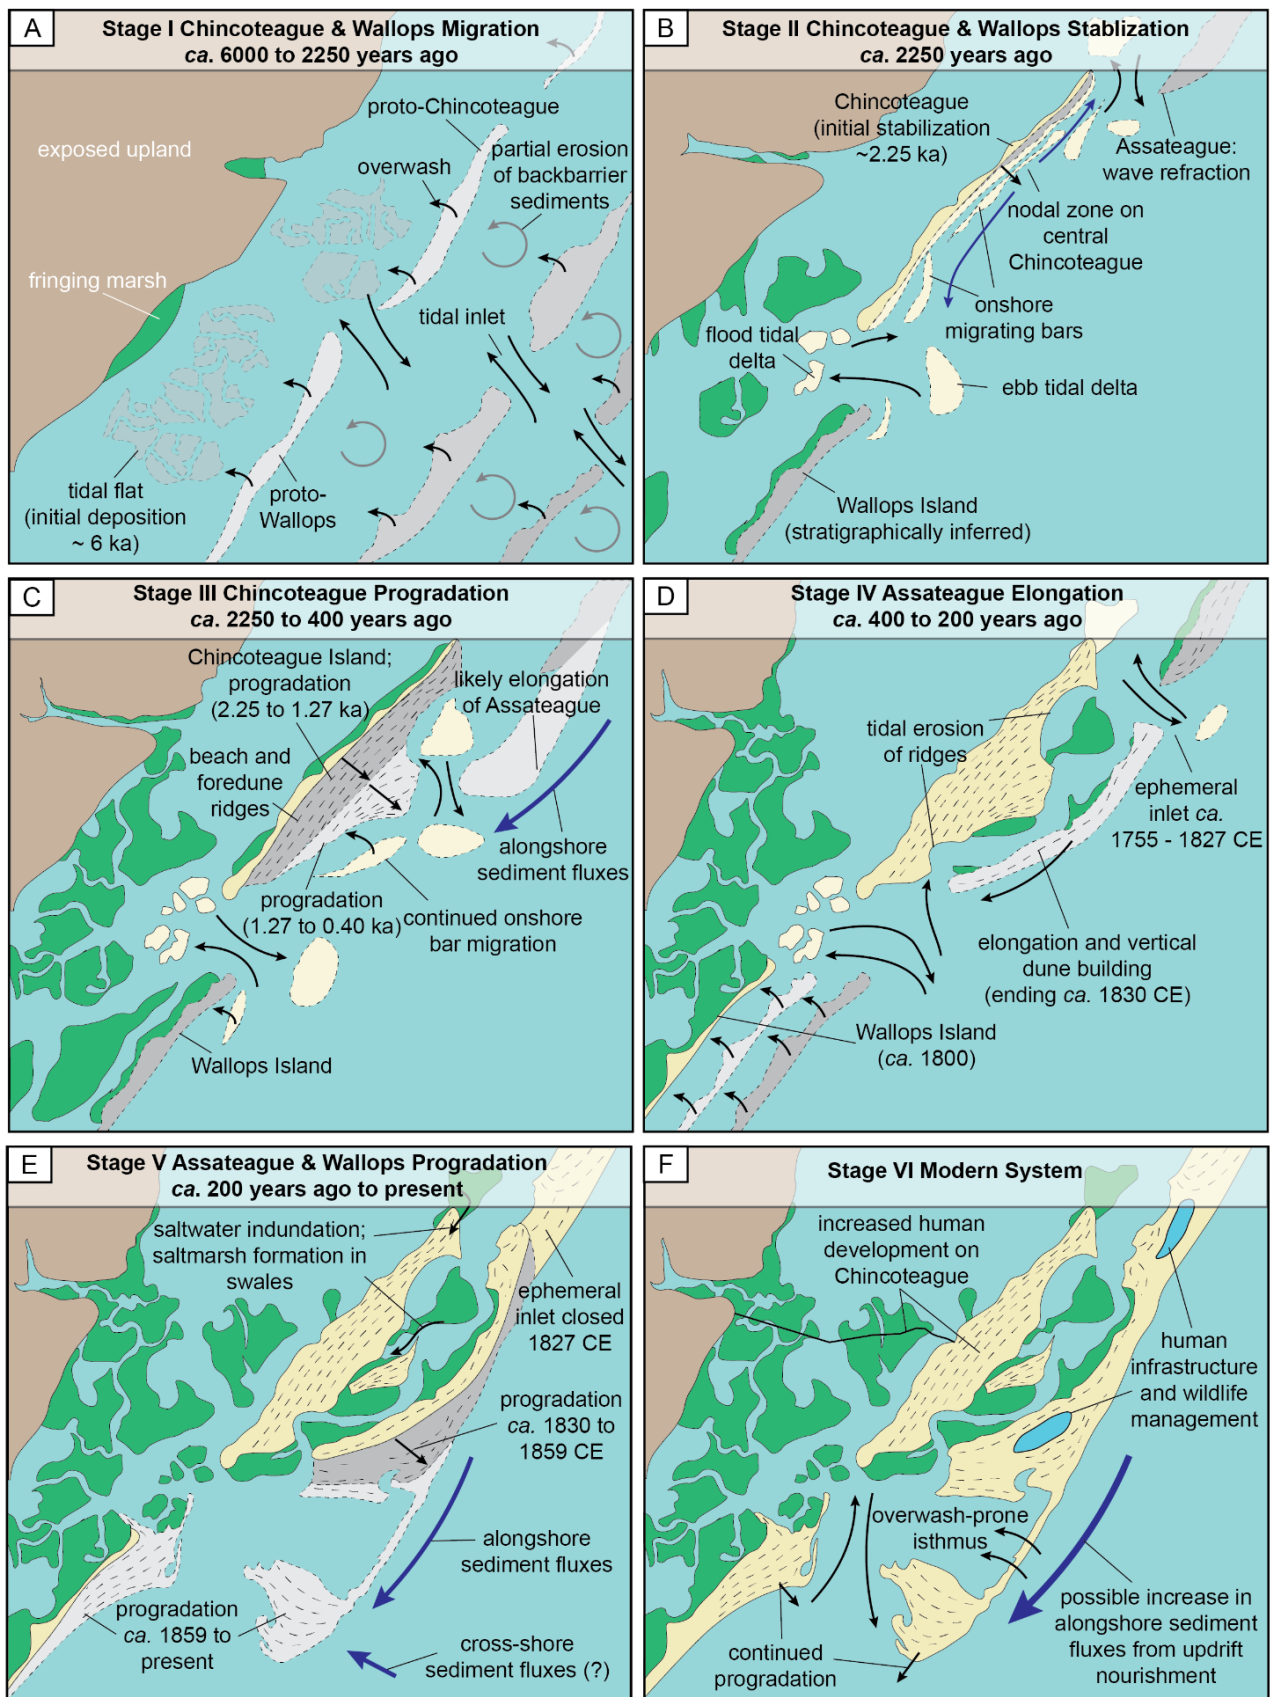 A
Stage I Chincoteague & Wallops Migration
ca. 6000 to 2250 years ago
proto-Chincoteague
exposed upland
overwash
partial erosion
of backbarrier
sediments
fringing marsh
tidal inlet
tidal flat
(initial deposition
~ 6 ka)
proto-
Wallops
B
Stage II Chincoteague & Wallops Stablization
ca. 2250 years ago
Chincoteague
(initial stabilization
~2.25 ka)
Assateague:
wave refraction
nodal zone on
central
Chincoteague
onshore
migrating bars
flood tidal
delta
ebb tidal delta
Wallops Island
(stratigraphically inferred)
C
Stage III Chincoteague Progradation
ca. 2250 to 400 years ago
Chincoteague Island;
progradation
(2.25 to 1.27 ka)
likely elongation
of Assateague
beach and
foredune
ridges
alongshore
sediment fluxes
progradation
(1.27 to 0.40 ka)
continued onshore
bar migration
Wallops Island
D
Stage IV Assateague Elongation
ca. 400 to 200 years ago
tidal erosion
of ridges
ephemeral
inlet ca.
1755 - 1827 CE
elongation and vertical
dune building
(ending ca. 1830 CE)
Wallops Island
(ca. 1800)
E
Stage V Assateague & Wallops Progradation
ca. 200 years ago to present
saltwater indundation;
saltmarsh formation in
swales
ephemeral
inlet closed
1827 CE
progradation
ca. 1830 to
1859 CE
alongshore
sediment fluxes
progradation
ca. 1859 to
present
cross-shore
sediment fluxes (?)
F
Stage VI Modern System
increased human
development on
Chincoteague
human
infrastructure
and wildlife
management
overwash-prone
isthmus
possible increase in
alongshore sediment
fluxes from updrift
nourishment
continued
progradation